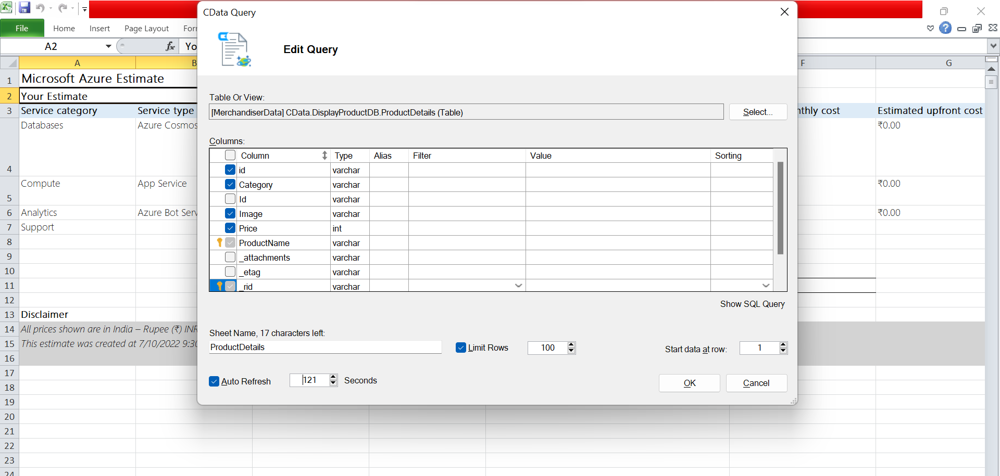 CData Query
File Home Insert Page Layout
A2
Edit Query
A B F G
1 Microsoft Azure Estimate
2 Your Estimate
3 Service category Service type nthly cost Estimated upfront cost
4 Databases Azure Cosmos ₹0.00
5 Compute App Service ₹0.00
6 Analytics Azure Bot Serv ₹0.00
7 Support
8
9
10
11
12
13 Disclaimer
14 All prices shown are in India – Rupee (₹) INR
15 This estimate was created at 7/10/2022 9:30
16
17
18
19
20
21
22
23
24
Table Or View:
[MerchandiserData] CData.DisplayProductDB.ProductDetails (Table) Select...
Columns:
Column Type Alias Filter Value Sorting
id varchar
Category varchar
Id varchar
Image varchar
Price int
ProductName varchar
_attachments varchar
_etag varchar
_rid varchar
Show SQL Query
Sheet Name, 17 characters left:
ProductDetails Limit Rows 100 Start data at row: 1
Auto Refresh 121 Seconds OK Cancel